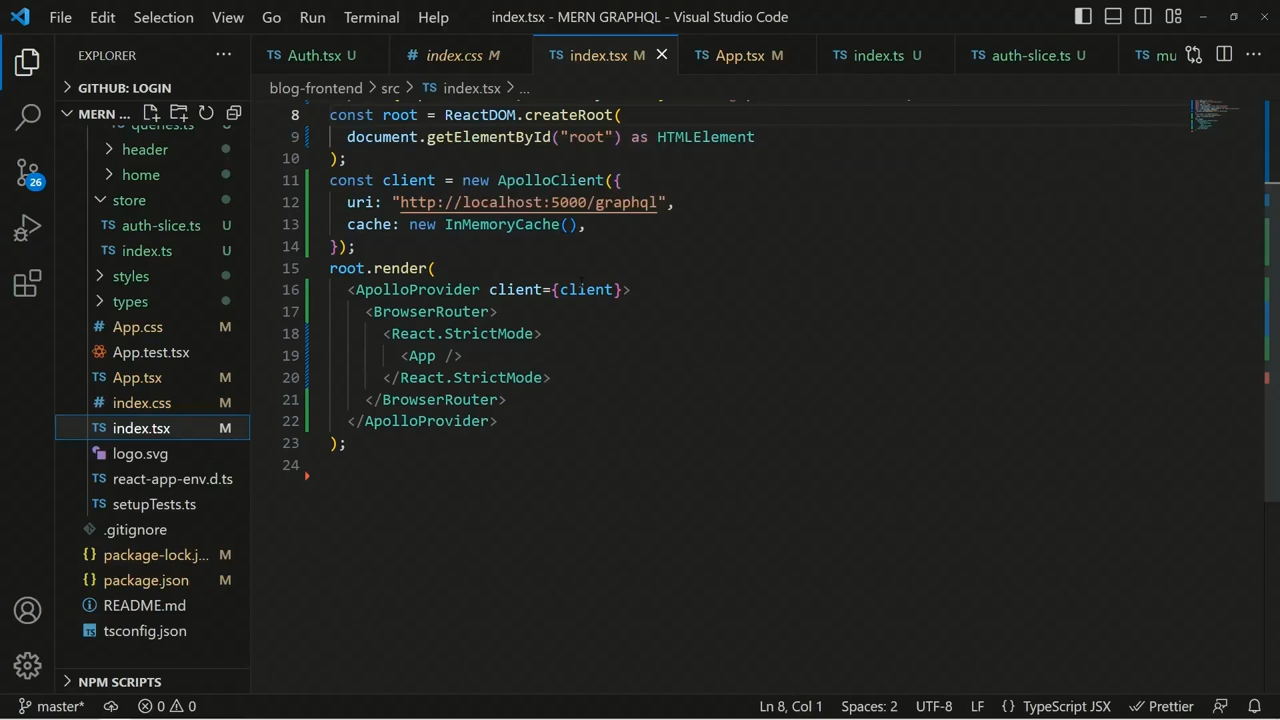 File Edit Selection View Go Run Terminal Help
index.tsx - MERN GRAPHQL - Visual Studio Code
EXPLORER
GITHUB: LOGIN
MERN ...
queries.ts
header
home
store
auth-slice.ts U
index.ts U
styles
types
App.css M
App.test.tsx
App.tsx M
index.css M
index.tsx M
logo.svg
react-app-env.d.ts
setupTests.ts
.gitignore
package-lock.j... M
package.json M
README.md
tsconfig.json
NPM SCRIPTS
26
Auth.tsx U
index.css M
index.tsx M
App.tsx M
index.ts U
auth-slice.ts U
mu
blog-frontend > src > index.tsx > ...
8 const root = ReactDOM.createRoot(
9 document.getElementById("root") as HTMLElement
10 );
11 const client = new ApolloClient({
12 uri: "http://localhost:5000/graphql",
13 cache: new InMemoryCache(),
14 });
15 root.render(
16 <ApolloProvider client={client}>
17 <BrowserRouter>
18 <React.StrictMode>
19 <App />
20 </React.StrictMode>
21 </BrowserRouter>
22 </ApolloProvider>
23 );
24
master* 0 0
Ln 8, Col 1 Spaces: 2 UTF-8 LF {} TypeScript JSX Prettier